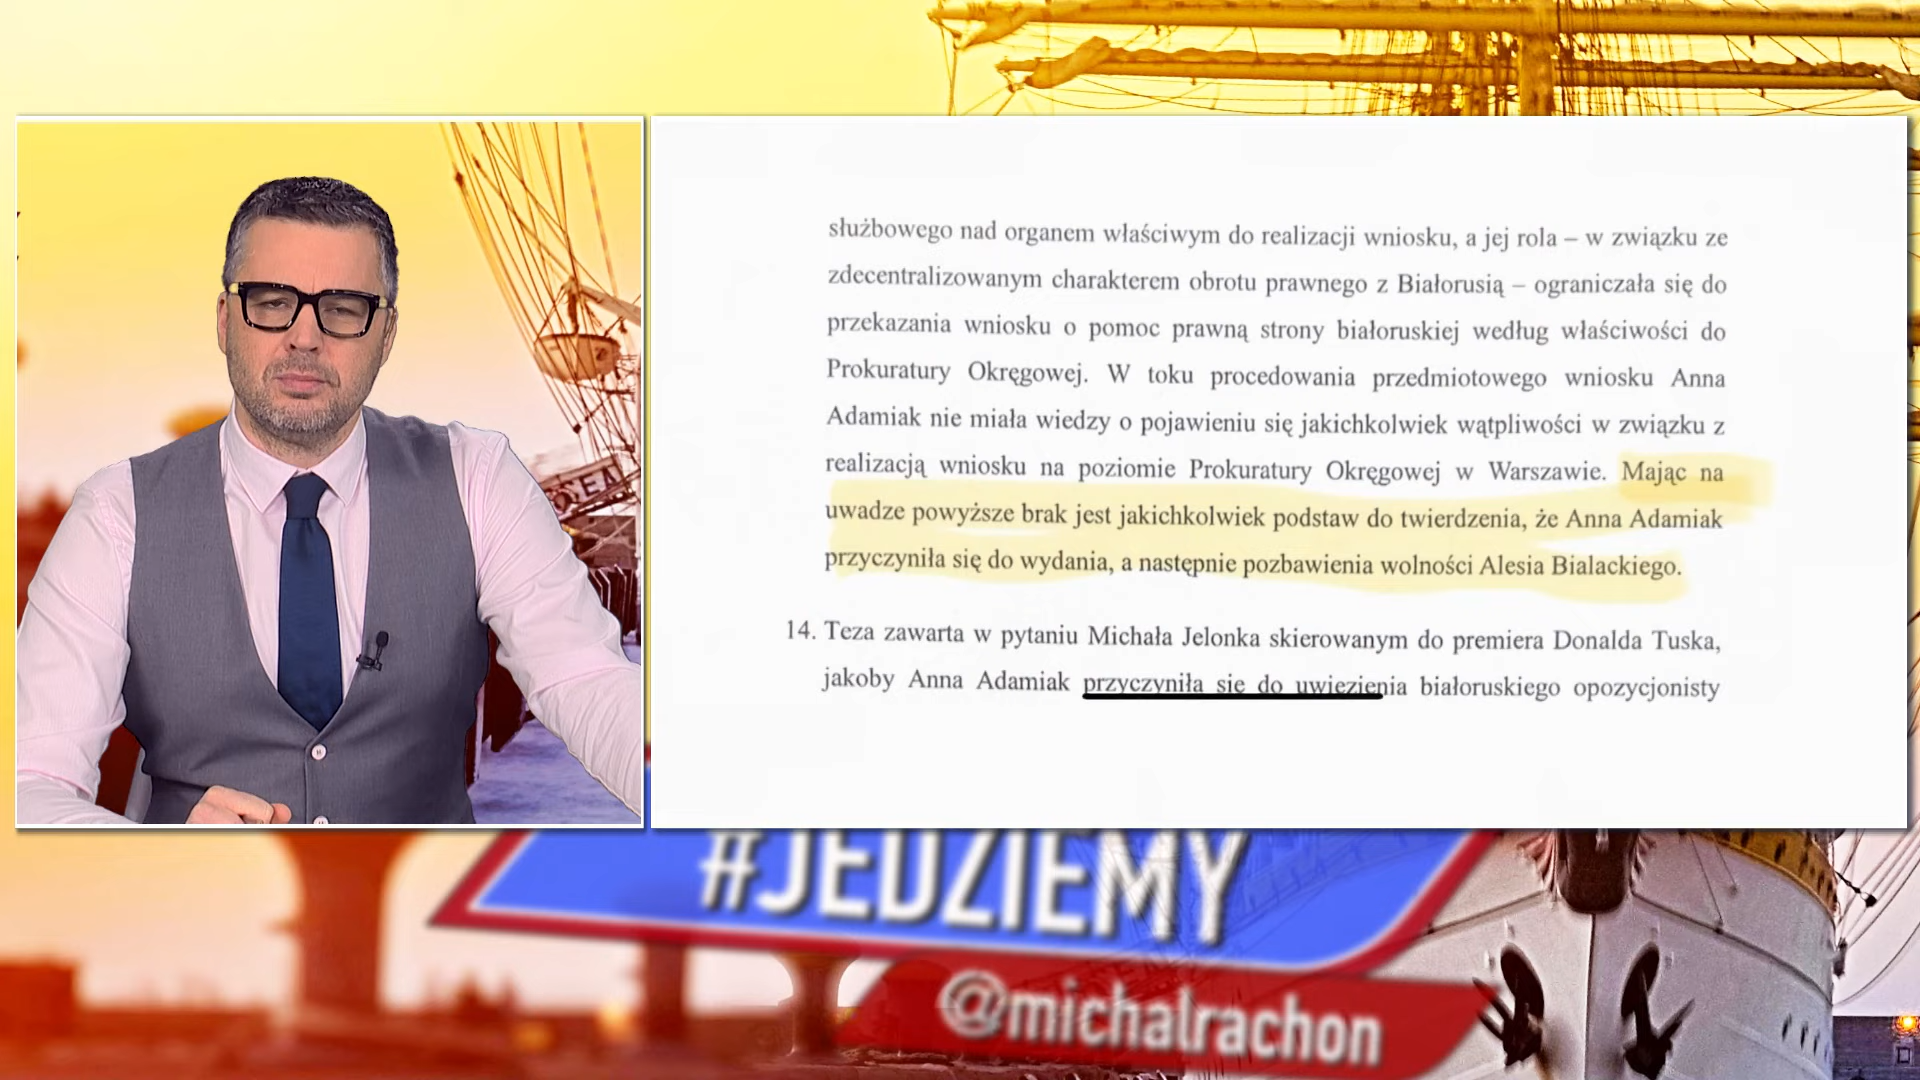 służbowego nad organem właściwym do realizacji wniosku, a jej rola – w związku ze
zdecentralizowanym charakterem obrotu prawnego z Białorusią – ograniczała się do
przekazania wniosku o pomoc prawną strony białoruskiej według właściwości do
Prokuratury Okręgowej. W toku procedowania przedmiotowego wniosku Anna
Adamiak nie miała wiedzy o pojawieniu się jakichkolwiek wątpliwości w związku z
realizacją wniosku na poziomie Prokuratury Okręgowej w Warszawie. Mając na
uwadze powyższe brak jest jakichkolwiek podstaw do twierdzenia, że Anna Adamiak
przyczyniła się do wydania, a następnie pozbawienia wolności Alesia Bialackiego.
14. Teza zawarta w pytaniu Michała Jelonka skierowanym do premiera Donalda Tuska,
jakoby Anna Adamiak przyczyniła się do uwięzienia białoruskiego opozycjonisty
#JEDZIEMY
@michalrachon